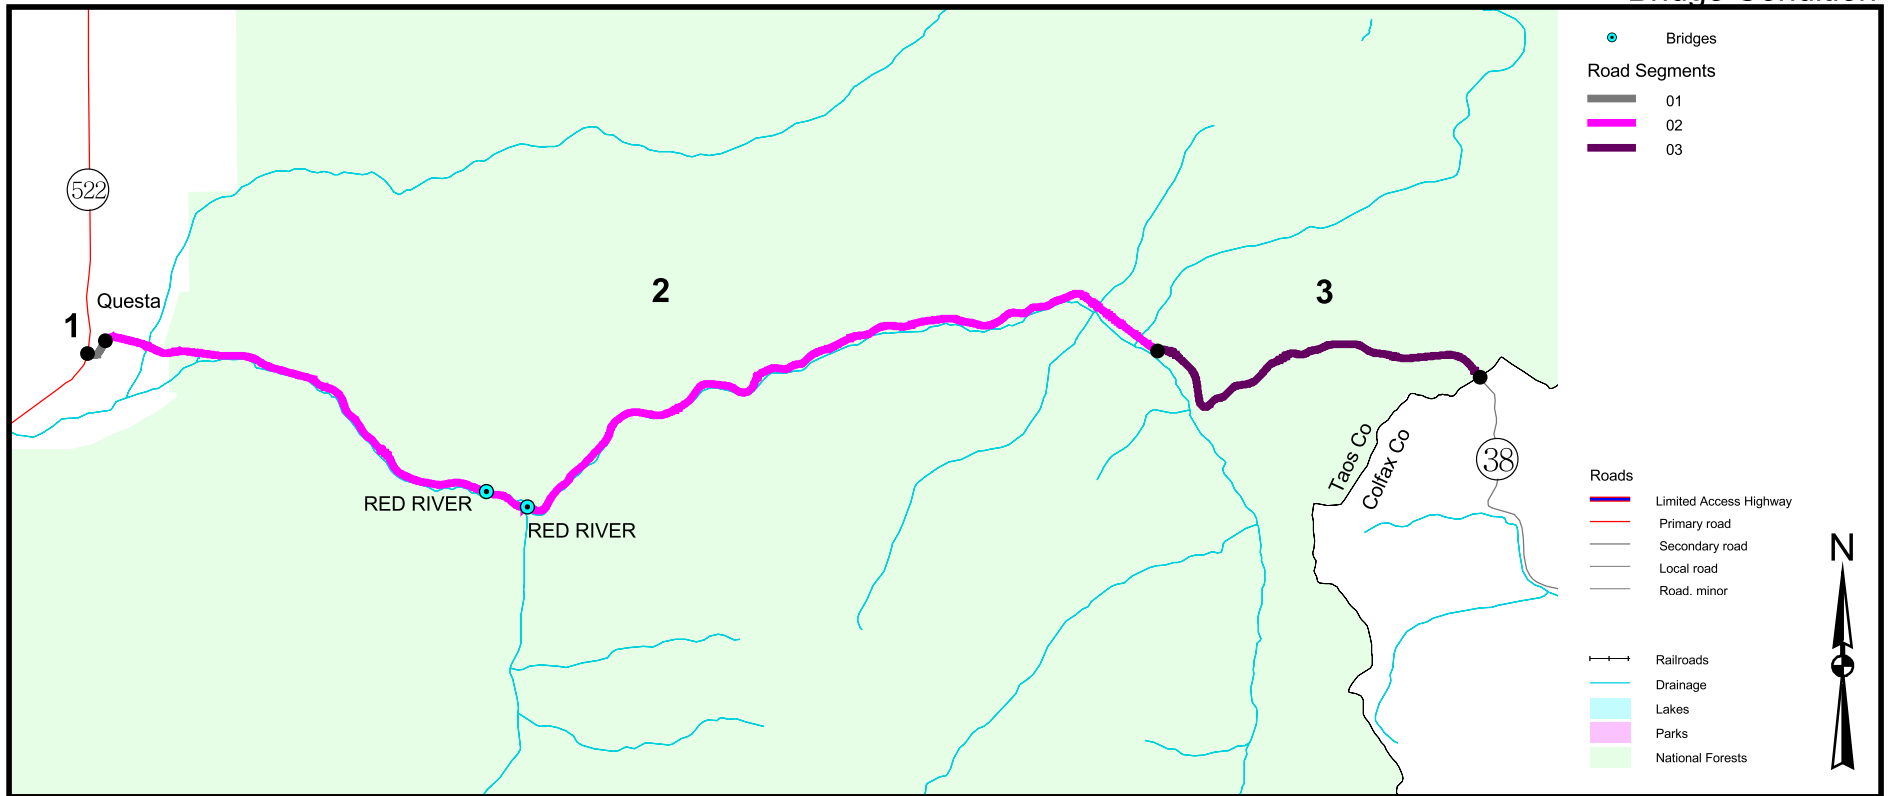 Bridge Condition
Bridges
Road Segments
01
02
03
522
Questa
1
2
3
RED RIVER
RED RIVER
Taos Co
Colfax Co
38
Roads
Limited Access Highway
Primary road
Secondary road
Local road
Road. minor
N
Railroads
Drainage
Lakes
Parks
National Forests